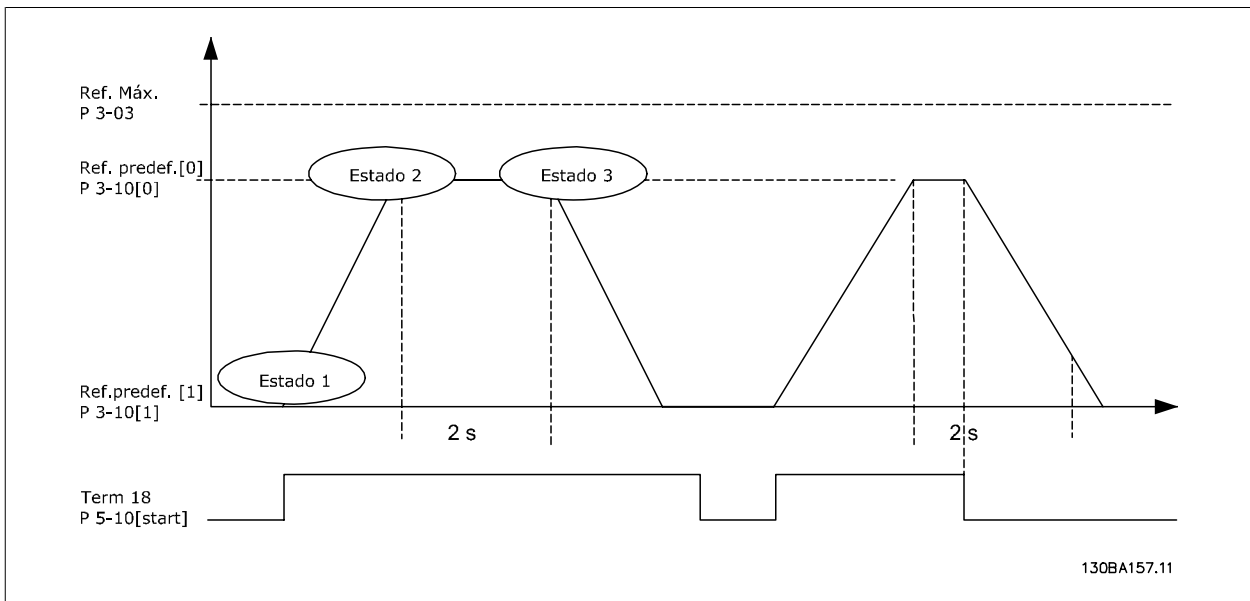 Ref. Máx.
P 3-03
Ref. predef.[0]
P 3-10[0]
Estado 2
Estado 3
Estado 1
Ref.predef. [1]
P 3-10[1]
2 s
2 s
Term 18
P 5-10[start]
130BA157.11